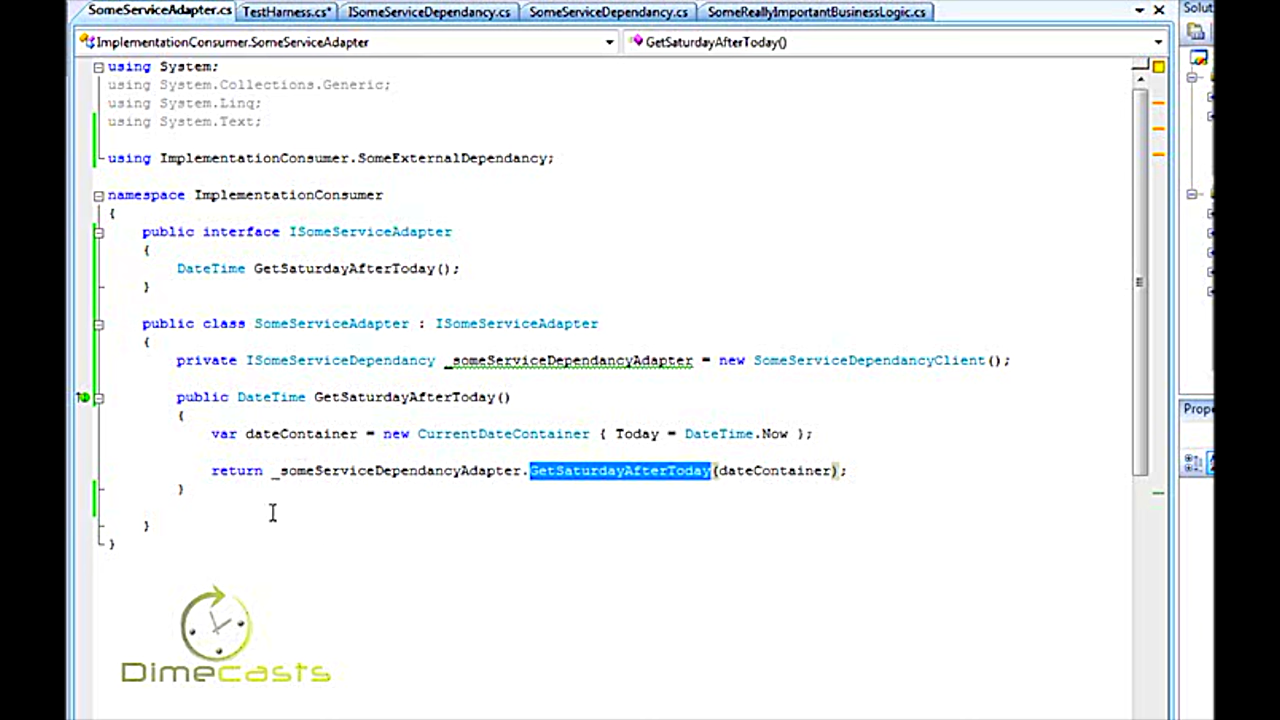 SomeServiceAdapter.cs TestHarness.cs* ISomeServiceDependancy.cs SomeServiceDependancy.cs SomeReallyImportantBusinessLogic.cs Solut
ImplementationConsumer.SomeServiceAdapter GetSaturdayAfterToday()
using System;
using System.Collections.Generic;
using System.Linq;
using System.Text;
using ImplementationConsumer.SomeExternalDependancy;
namespace ImplementationConsumer
{
public interface ISomeServiceAdapter
{
DateTime GetSaturdayAfterToday();
}
public class SomeServiceAdapter : ISomeServiceAdapter
{
private ISomeServiceDependancy _someServiceDependancyAdapter = new SomeServiceDependancyClient();
public DateTime GetSaturdayAfterToday()
{
var dateContainer = new CurrentDateContainer { Today = DateTime.Now };
return _someServiceDependancyAdapter.GetSaturdayAfterToday(dateContainer);
}
}
}
Prope
Dimecasts